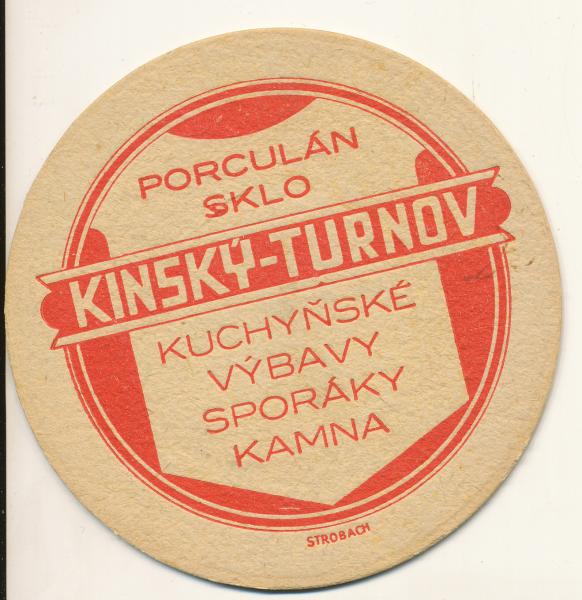 PORCULÁN
SKLO
KINSKÝ-TURNOV
KUCHYŇSKÉ
VÝBAVY
SPORÁKY
KAMNA
STROBACH